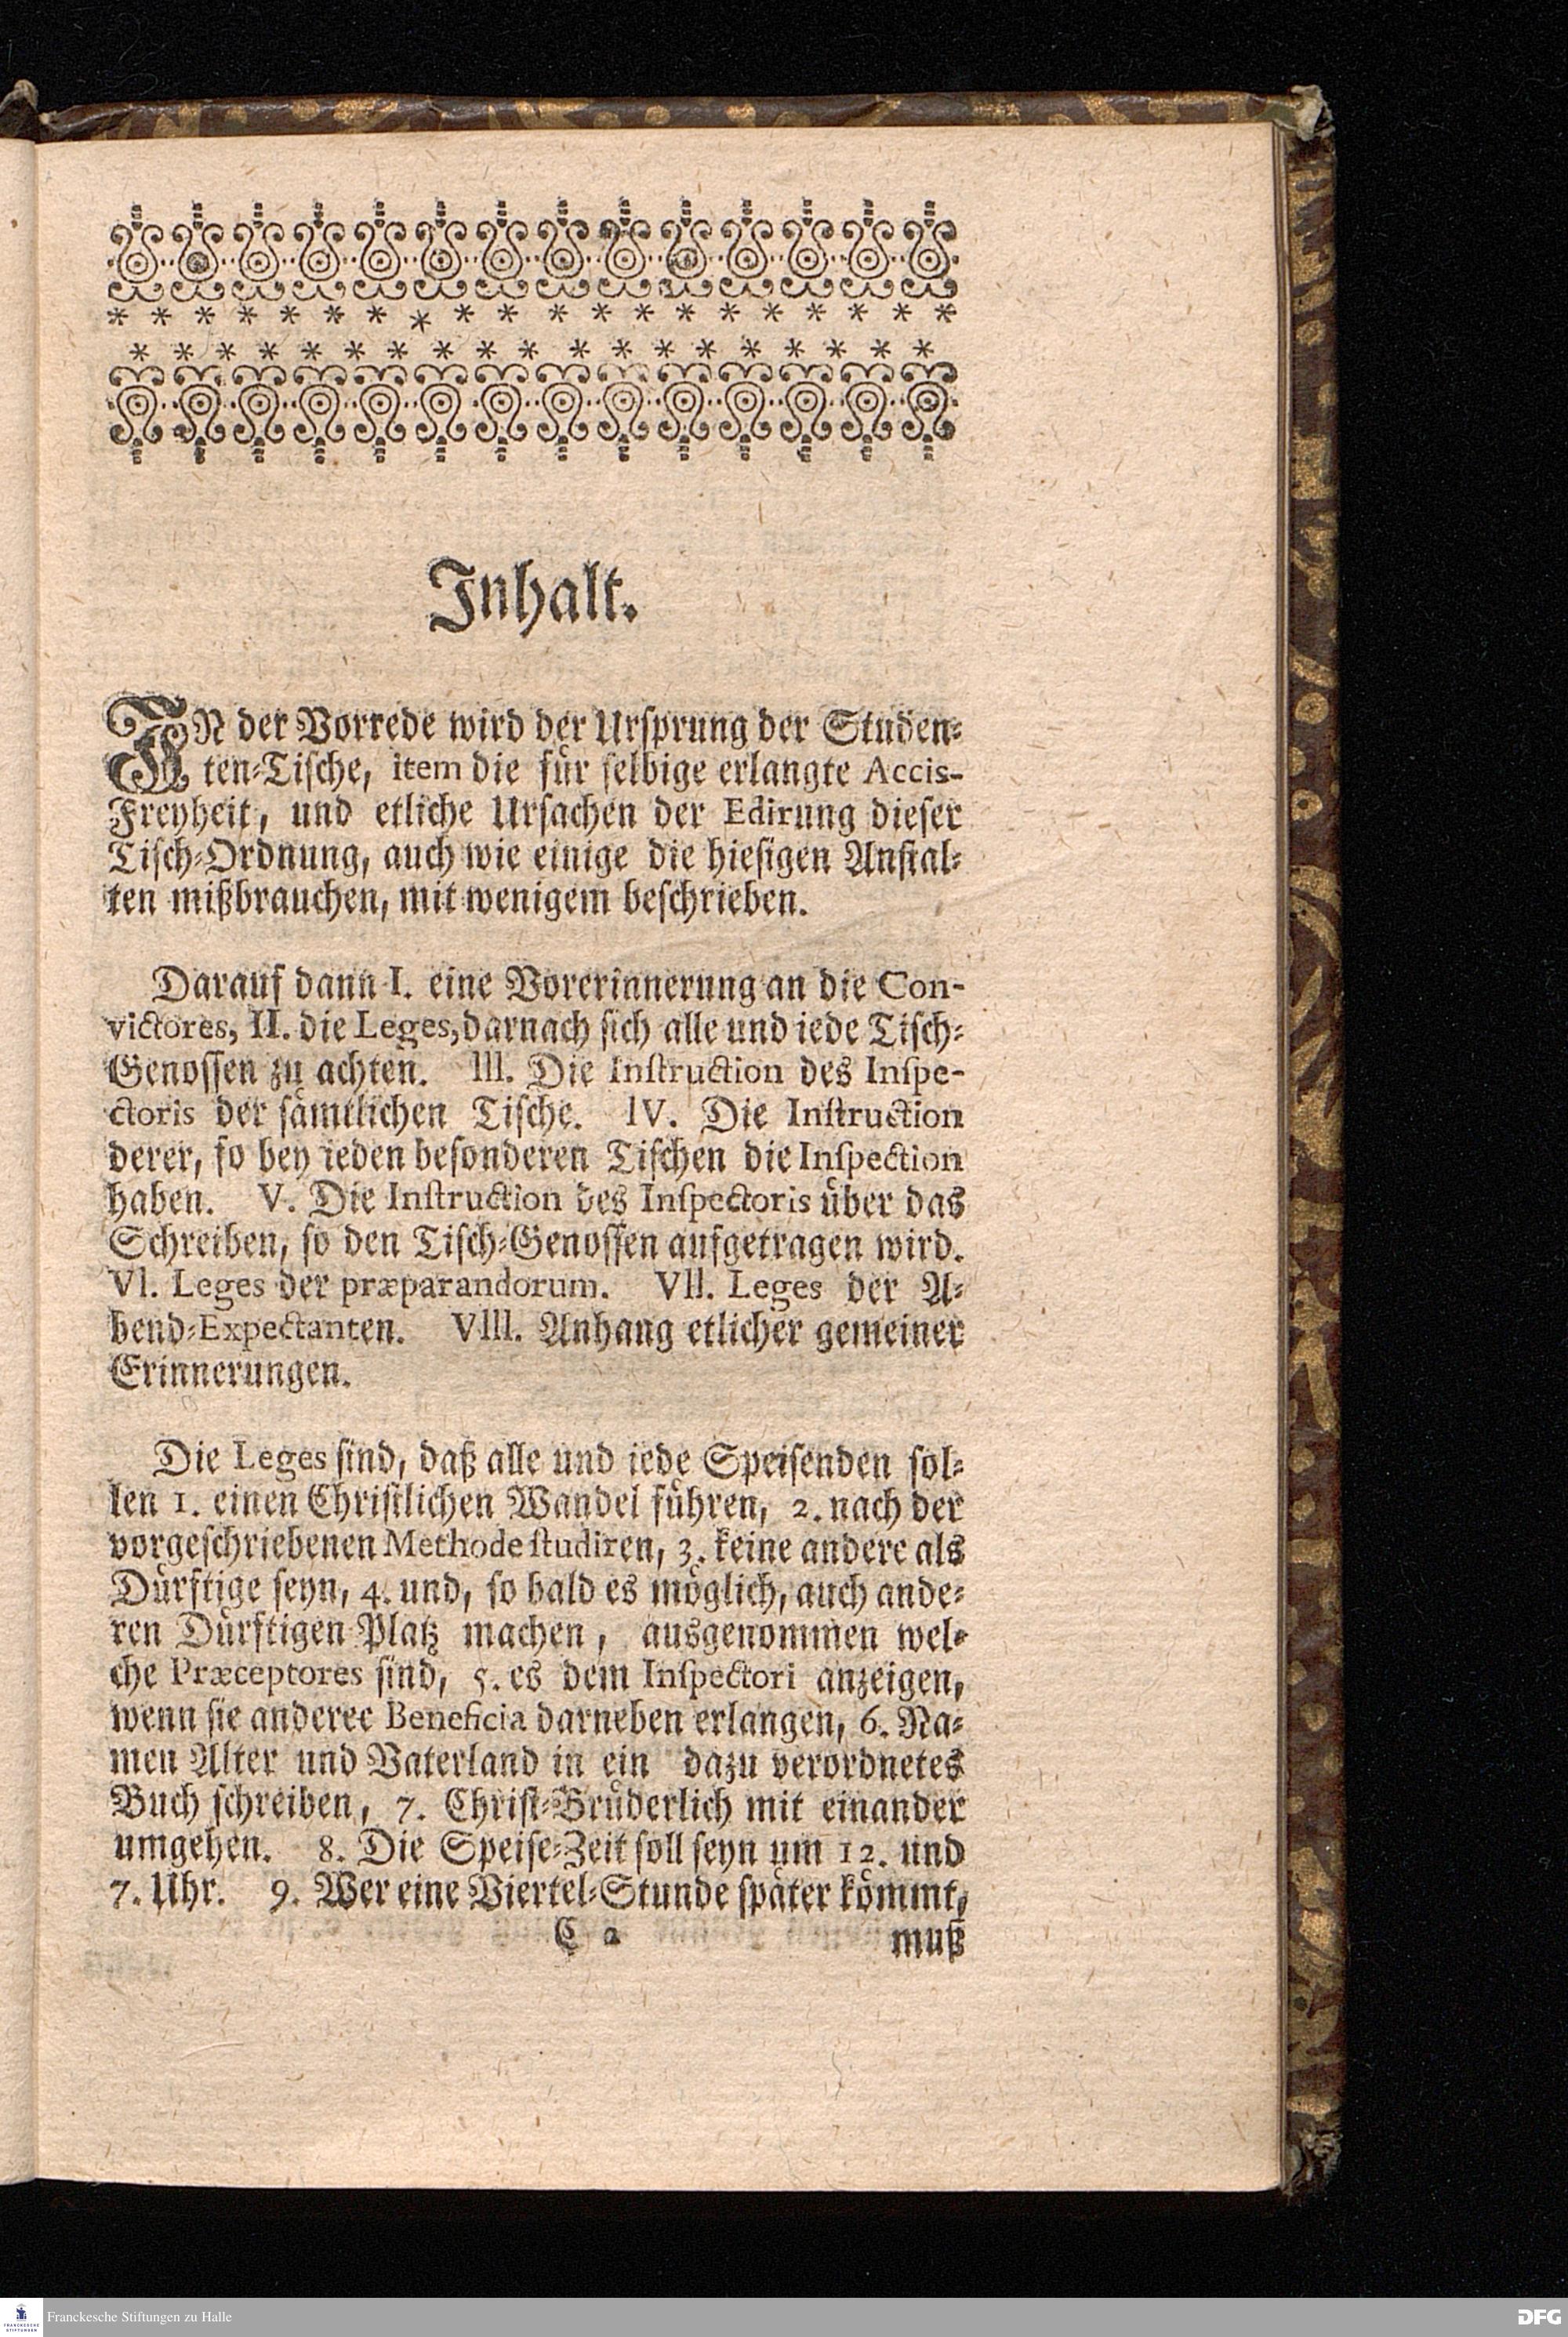 Inhalt.
IN der Vorrede wird der Ursprung der Studen-
ten-Tische, item die für selbige erlangte Accis-
Freyheit, und etliche Ursachen der Edirung dieser
Tisch-Ordnung, auch wie einige die hiesigen Anstal-
ten mißbrauchen, mit wenigem beschrieben.
Darauf dann I. eine Vorerinnerung an die Con-
victores, II. die Leges, darnach sich alle und iede Tisch-
Genossen zu achten. III. Die Instruction des Inspe-
ctoris der sämtlichen Tische. IV. Die Instruction
derer, so bey ieden besonderen Tischen die Inspection
haben. V. Die Instruction des Inspectoris über das
Schreiben, so den Tisch-Genossen aufgetragen wird.
VI. Leges der præparandorum. VII. Leges der A-
bend-Expectanten. VIII. Anhang etlicher gemeiner
Erinnerungen.
Die Leges sind, daß alle und iede Speisenden sol-
len 1. einen Christlichen Wandel führen, 2. nach der
vorgeschriebenen Methode studiren, 3. keine andere als
Dürftige seyn, 4. und, so bald es möglich, auch ande-
ren Dürftigen Platz machen, ausgenommen wel-
che Præceptores sind, 5. es dem Inspectori anzeigen,
wenn sie anderee Beneficia darneben erlangen, 6. Na-
men Alter und Vaterland in ein dazu verordnetes
Buch schreiben, 7. Christ-Brüderlich mit einander
umgehen. 8. Die Speise-Zeit soll seyn um 12. und
7. Uhr. 9. Wer eine Viertel-Stunde später kömmt,
C a muß
Franckesche Stiftungen zu Halle
FRANCKESCHE
STIFTUNGEN
DFG